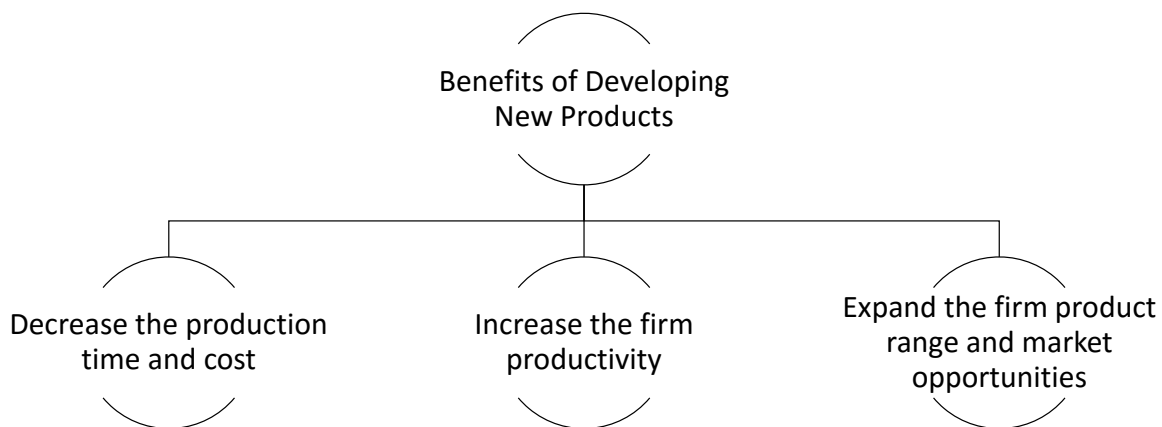 Benefits of Developing
New Products
Decrease the production
time and cost
Increase the firm
productivity
Expand the firm product
range and market
opportunities